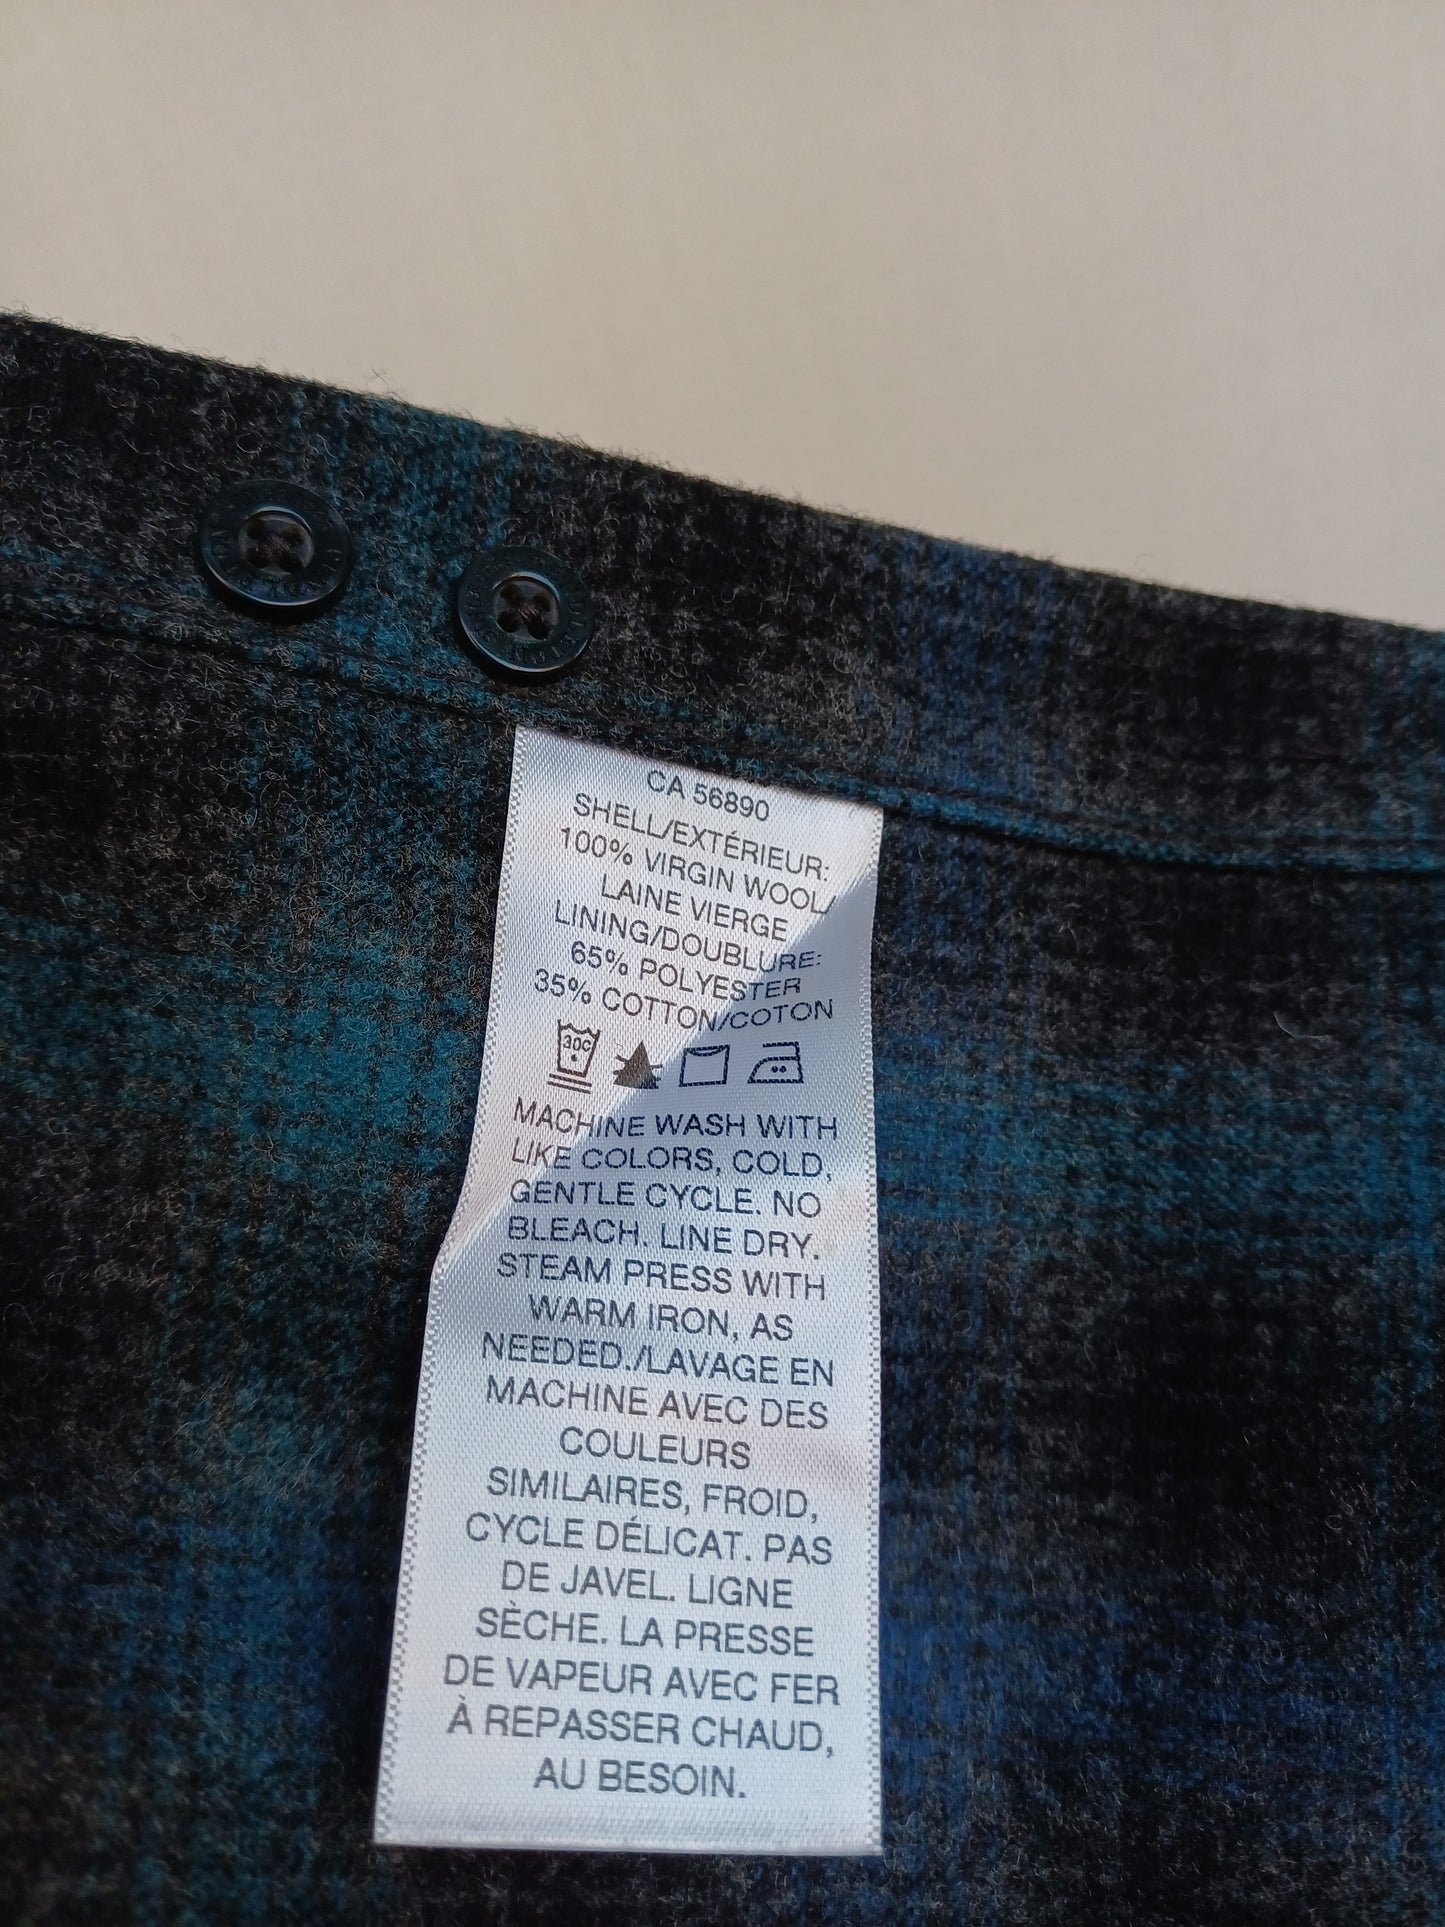 CA 56890
SHELL/EXTÉRIEUR:
100% VIRGIN WOOL/
LAINE VIERGE
LINING/DOUBLURE:
65% POLYESTER
35% COTTON/COTON
30C
MACHINE WASH WITH
LIKE COLORS, COLD,
GENTLE CYCLE. NO
BLEACH. LINE DRY.
STEAM PRESS WITH
WARM IRON, AS
NEEDED./LAVAGE EN
MACHINE AVEC DES
COULEURS
SIMILAIRES, FROID,
CYCLE DÉLICAT. PAS
DE JAVEL. LIGNE
SÈCHE. LA PRESSE
DE VAPEUR AVEC FER
À REPASSER CHAUD,
AU BESOIN.